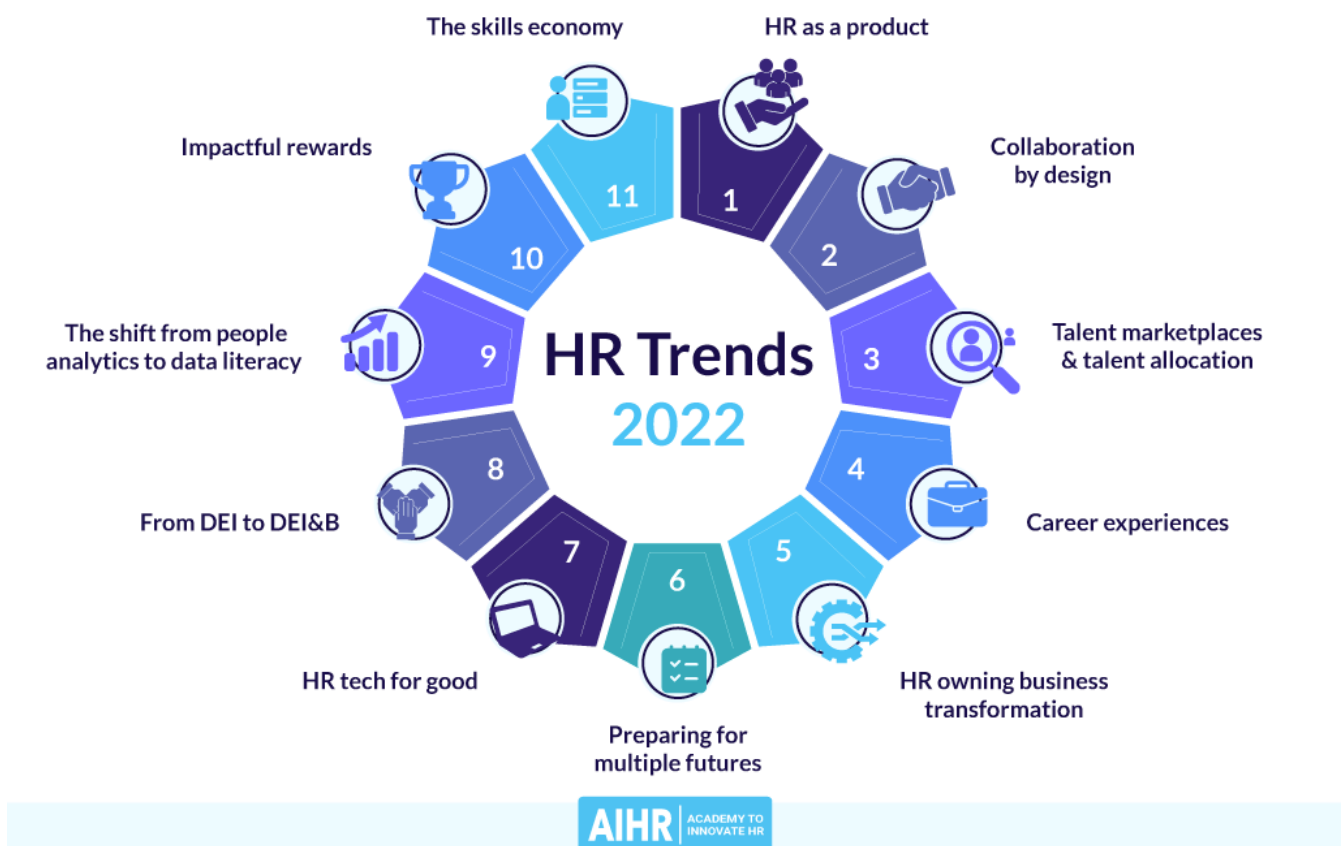 HR Trends
2022
1
HR as a product
2
Collaboration
by design
3
Talent marketplaces
& talent allocation
4
Career experiences
5
HR owning business
transformation
6
Preparing for
multiple futures
7
HR tech for good
8
From DEI to DEI&B
9
The shift from people
analytics to data literacy
10
Impactful rewards
11
The skills economy
AIHR
ACADEMY TO
INNOVATE HR